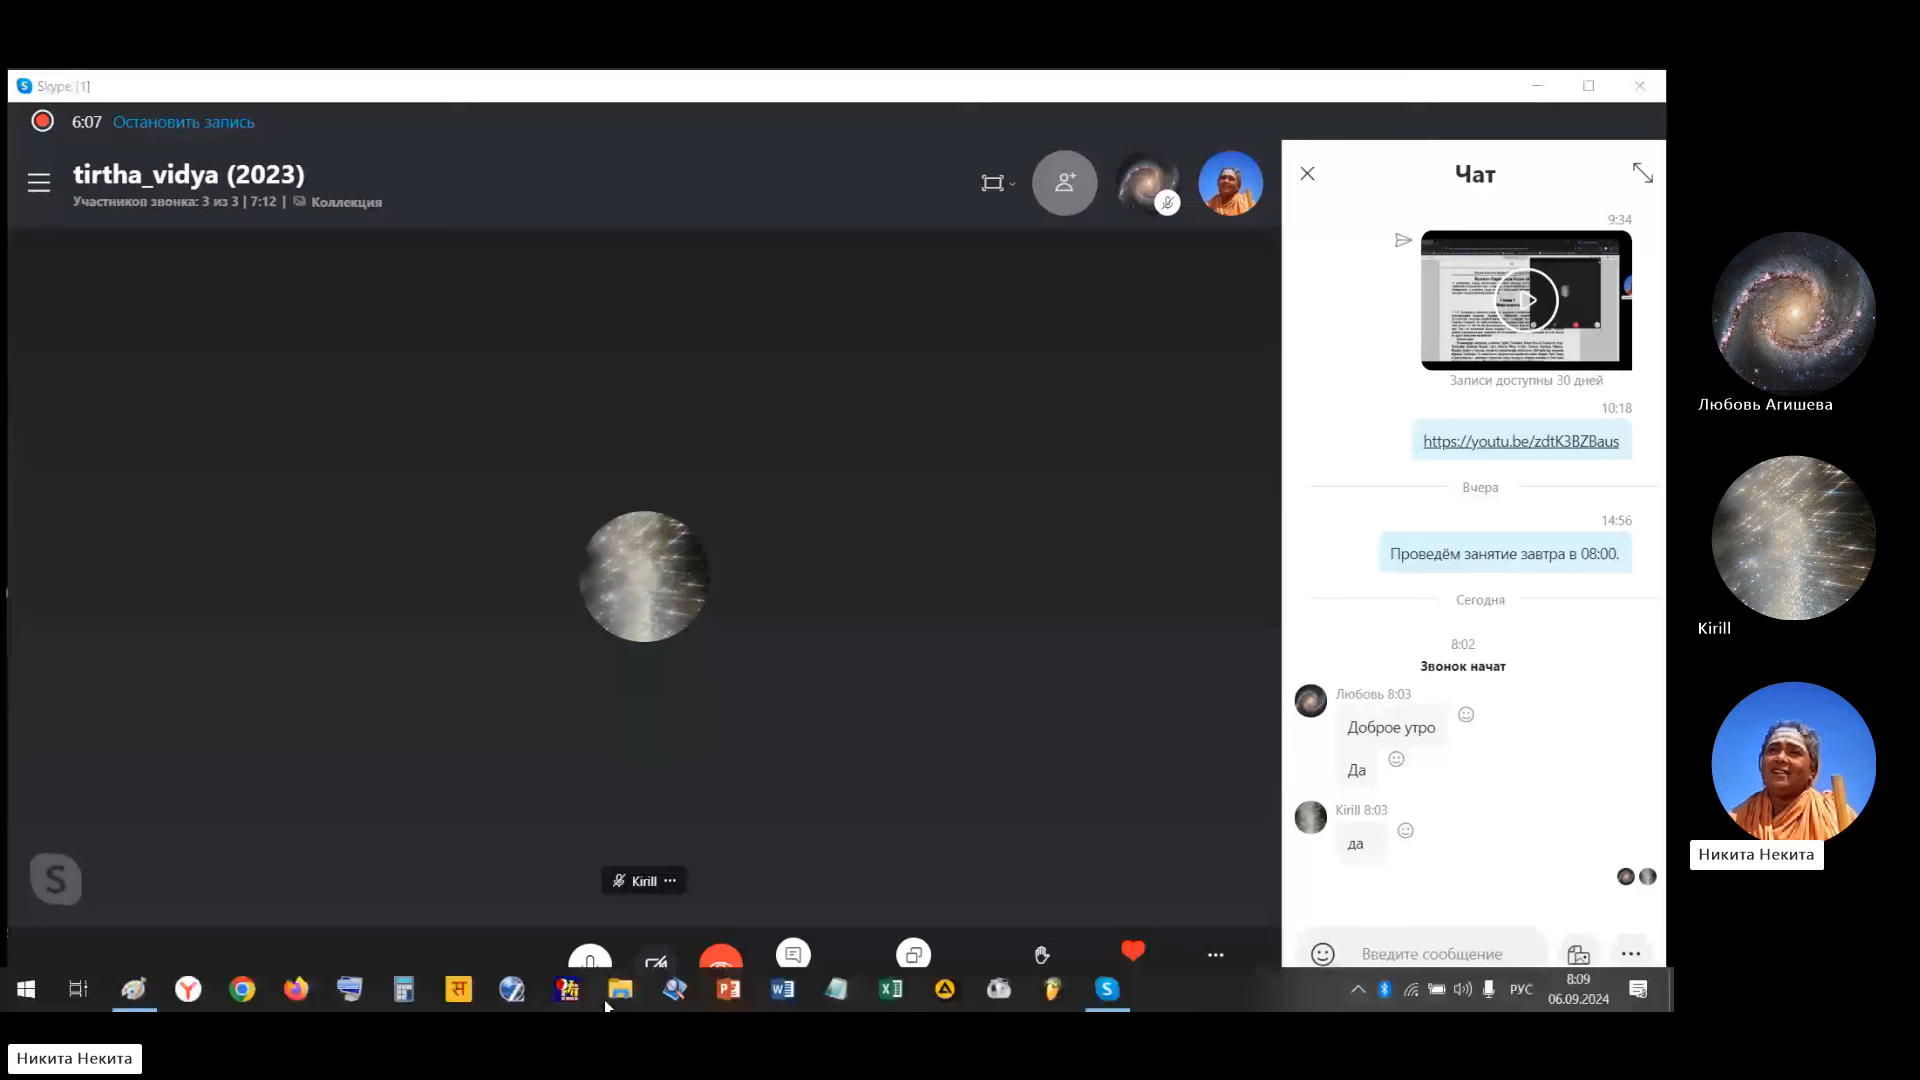 Skype [1]
6:07 Остановить запись
tirtha_vidya (2023)
Участников звонка: 3 из 3 | 7:12 | Коллекция
Чат
9:34
Записи доступны 30 дней
10:18
https://youtu.be/zdtK3BZBaus
Вчера
14:56
Проведём занятие завтра в 08:00.
Сегодня
8:02
Звонок начат
Любовь 8:03
Доброе утро
Да
Kirill 8:03
да
Kirill
Введите сообщение
РУС
8:09
06.09.2024
Любовь Агишева
Kirill
Никита Некита
Никита Некита